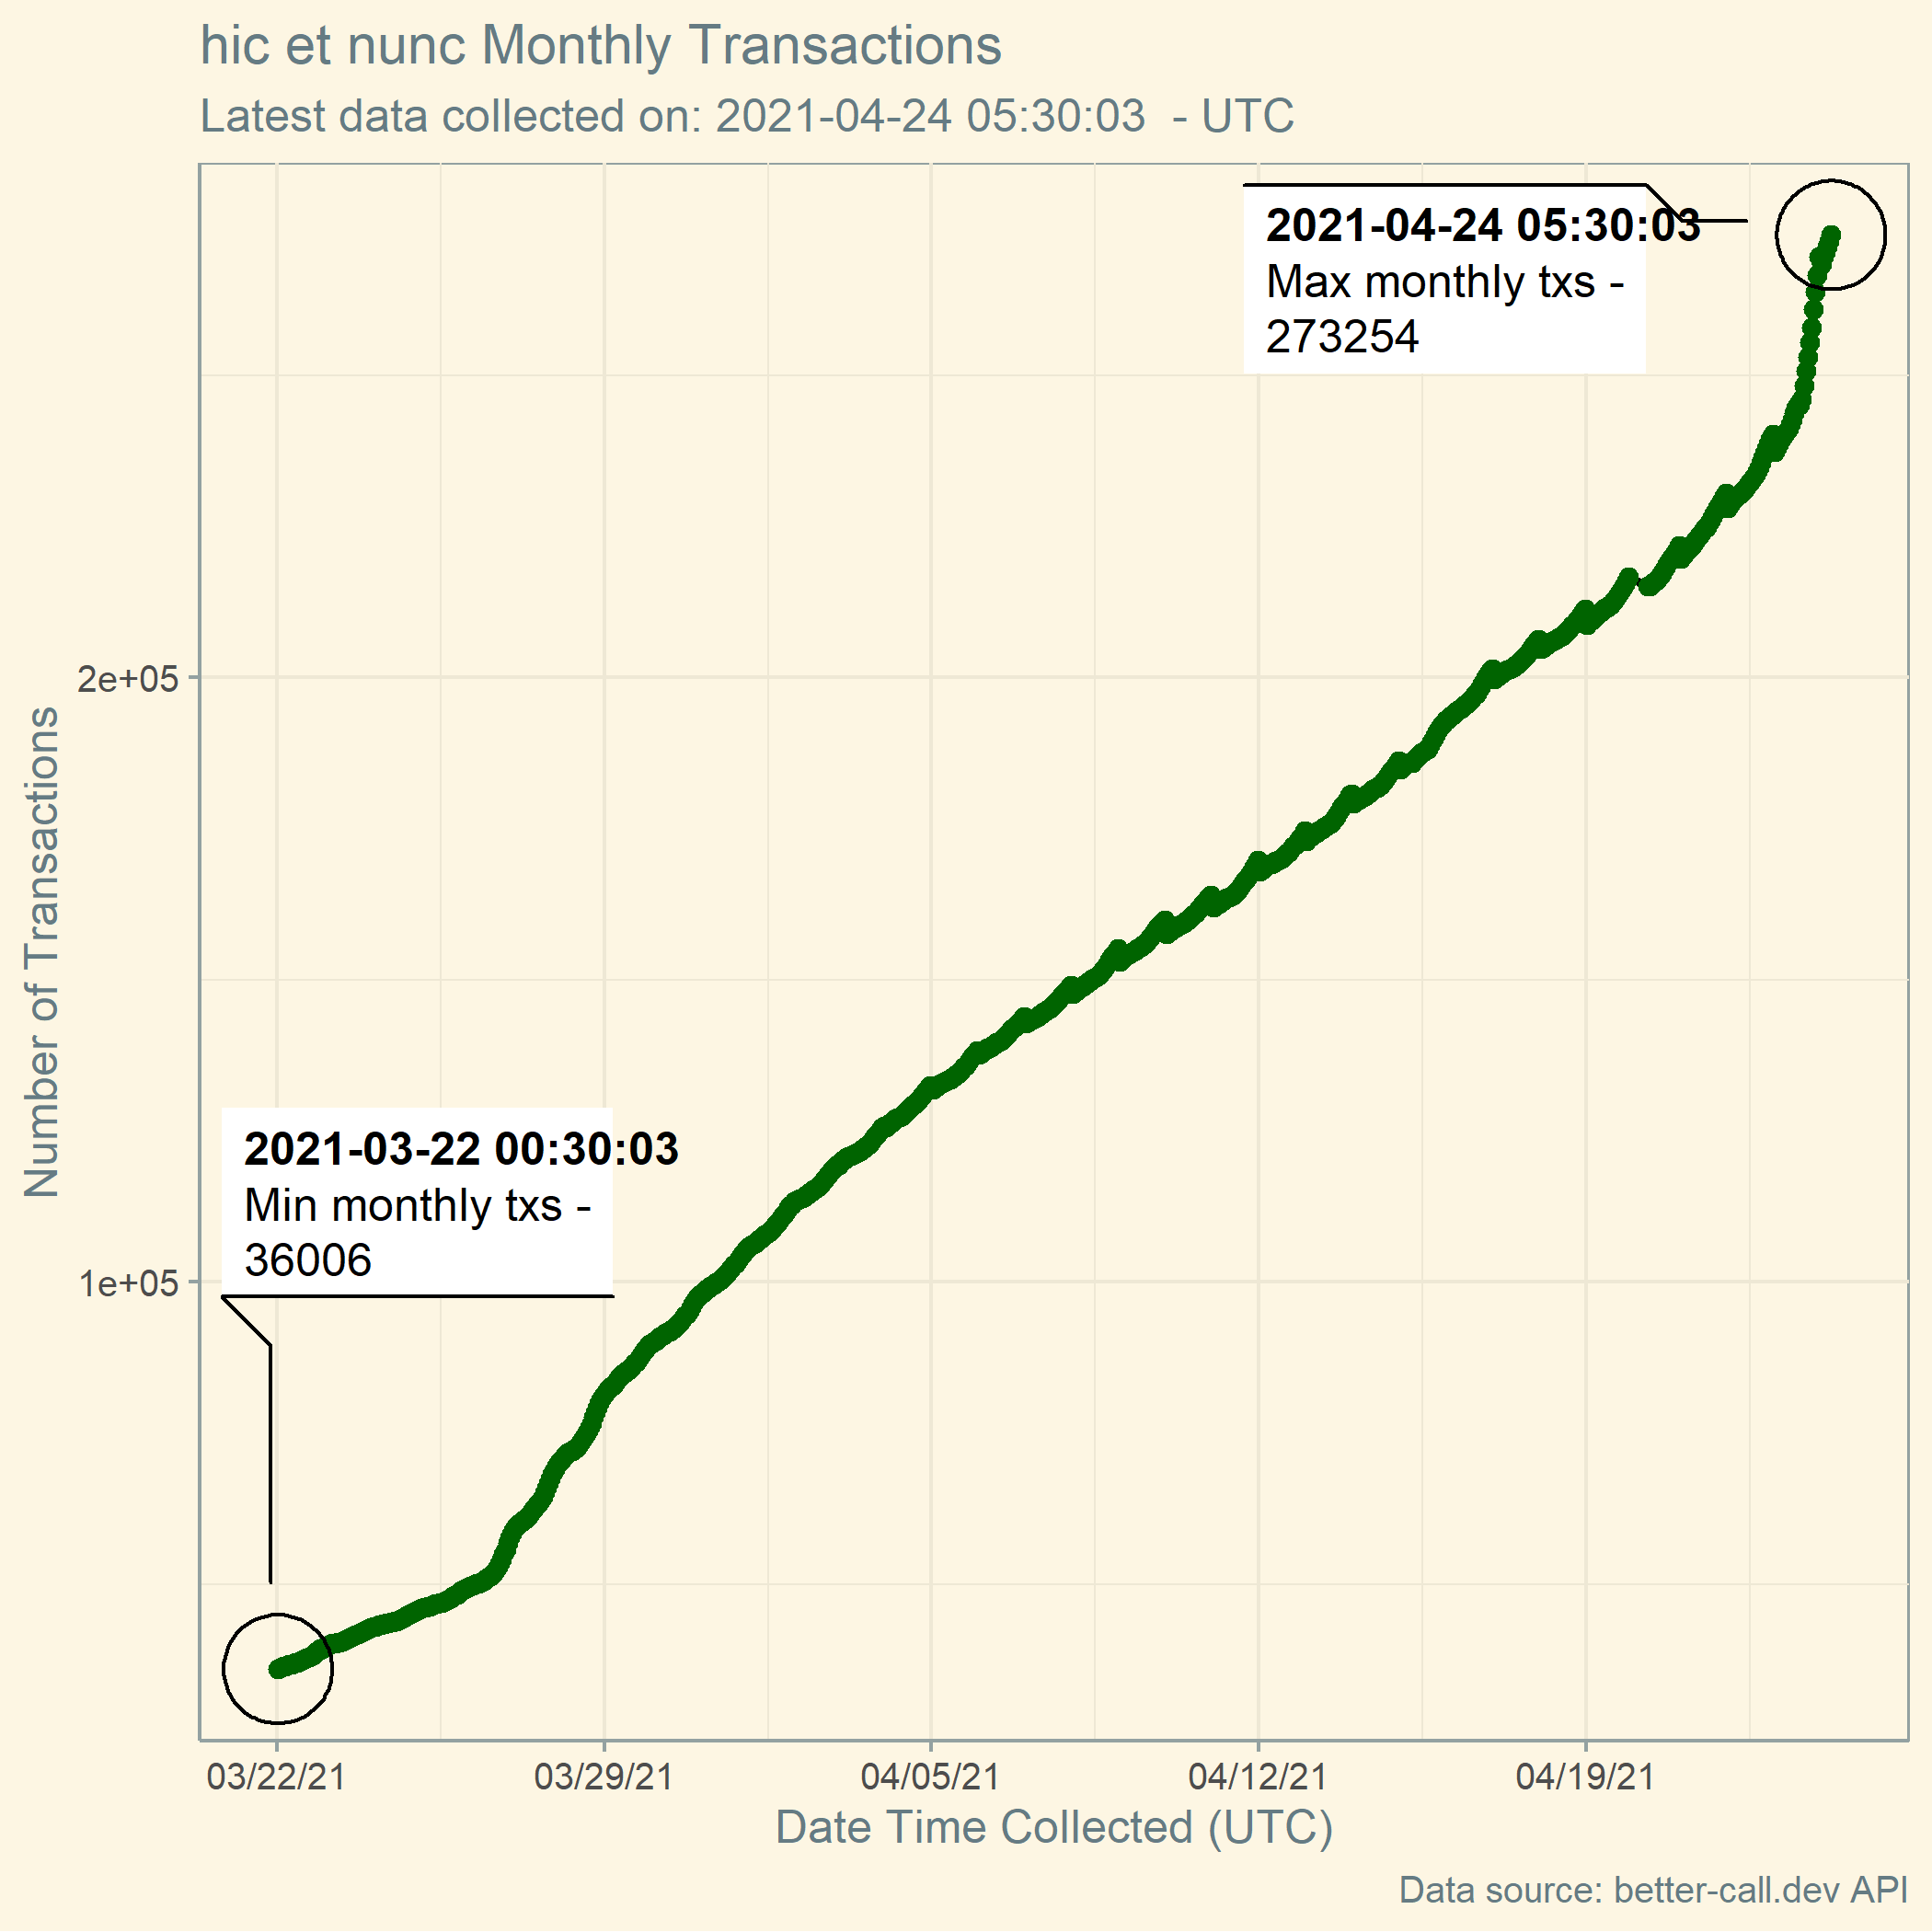 hic et nunc Monthly Transactions
Latest data collected on: 2021-04-24 05:30:03  - UTC
2021-04-24 05:30:03
Max monthly txs -
273254
2e+05
Number of Transactions
2021-03-22 00:30:03
Min monthly txs -
36006
1e+05
03/22/21 03/29/21 04/05/21 04/12/21 04/19/21
Date Time Collected (UTC)
Data source: better-call.dev API